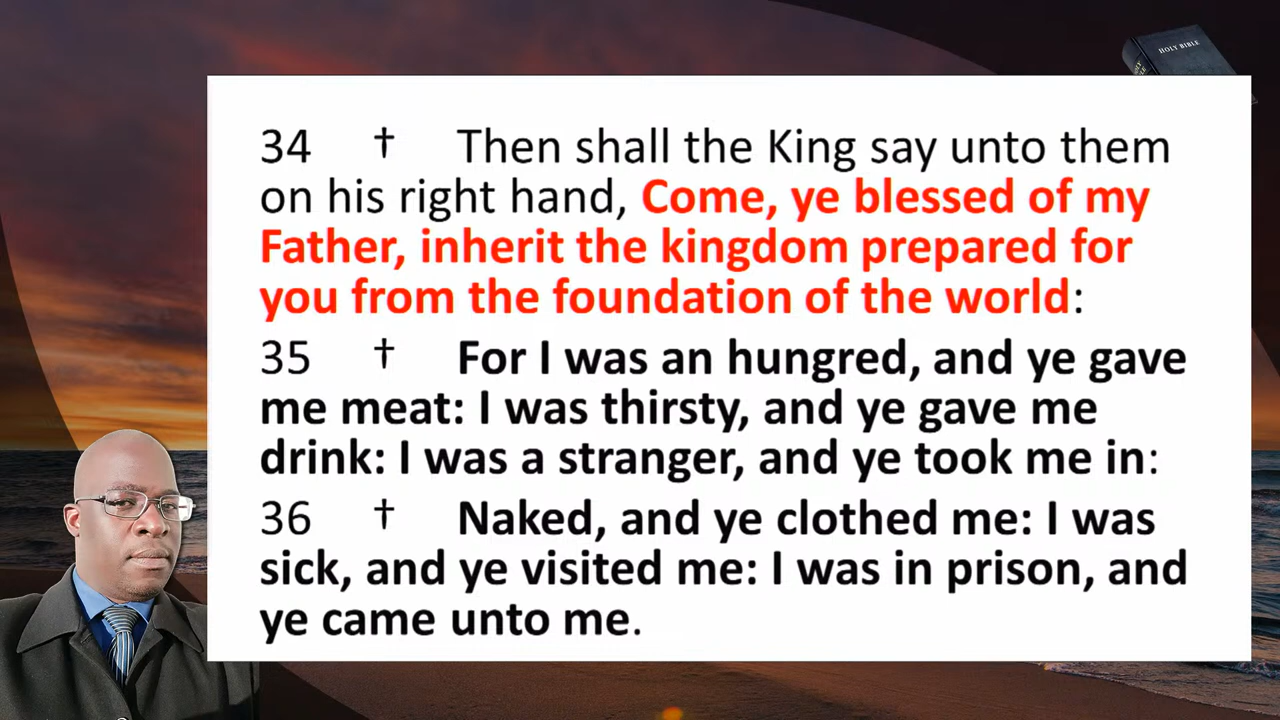 HOLY BIBLE
34 † Then shall the King say unto them
on his right hand, Come, ye blessed of my
Father, inherit the kingdom prepared for
you from the foundation of the world:
35 † For I was an hungred, and ye gave
me meat: I was thirsty, and ye gave me
drink: I was a stranger, and ye took me in:
36 † Naked, and ye clothed me: I was
sick, and ye visited me: I was in prison, and
ye came unto me.